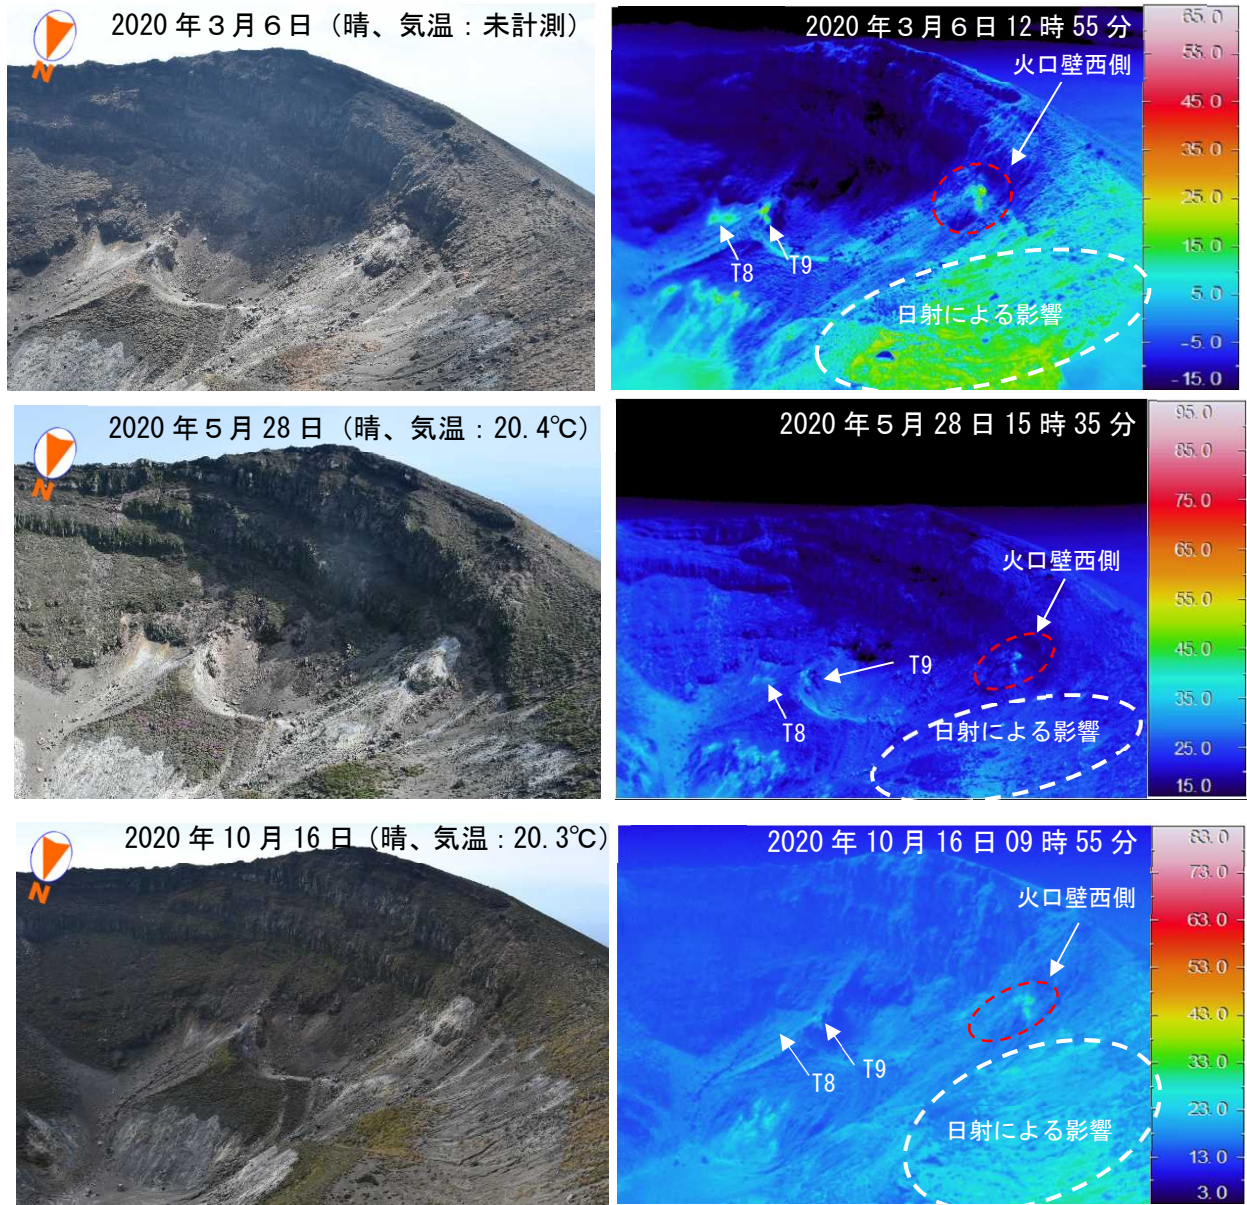 2020年3月6日（晴、気温：未計測）
N
2020年3月6日12時55分
火口壁西側
T8
T9
日射による影響
65.0
55.0
45.0
35.0
25.0
15.0
5.0
-5.0
-15.0
2020年5月28日（晴、気温：20.4℃）
N
2020年5月28日15時35分
火口壁西側
T9
T8
日射による影響
95.0
85.0
75.0
65.0
55.0
45.0
35.0
25.0
15.0
2020年10月16日（晴、気温：20.3℃）
N
2020年10月16日09時55分
火口壁西側
T8
T9
日射による影響
83.0
73.0
63.0
53.0
43.0
33.0
23.0
13.0
3.0